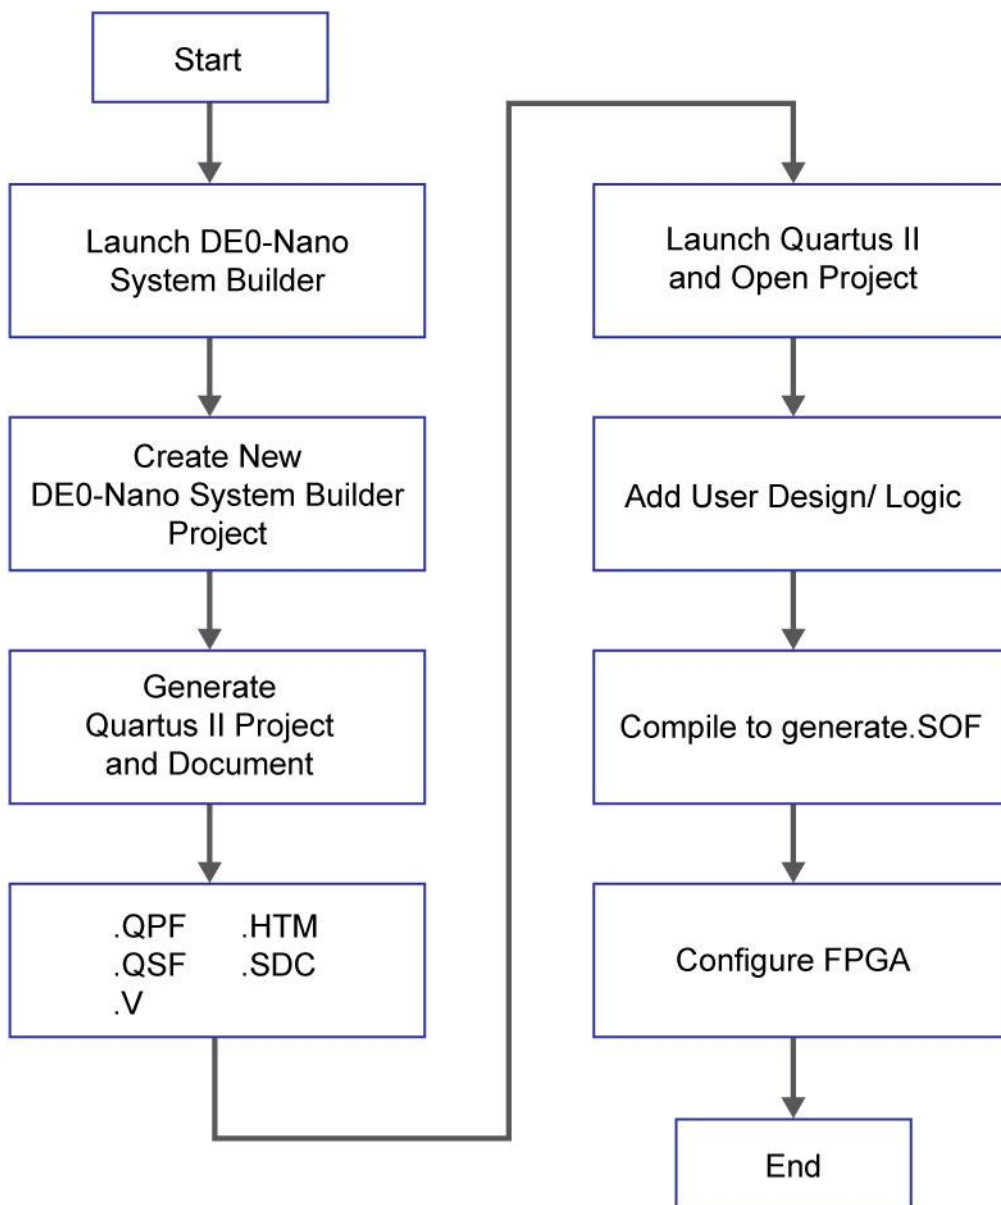 Start
Launch DE0-Nano
System Builder
Create New
DE0-Nano System Builder
Project
Generate
Quartus II Project
and Document
.QPF .HTM
.QSF .SDC
.V
Launch Quartus II
and Open Project
Add User Design/ Logic
Compile to generate.SOF
Configure FPGA
End